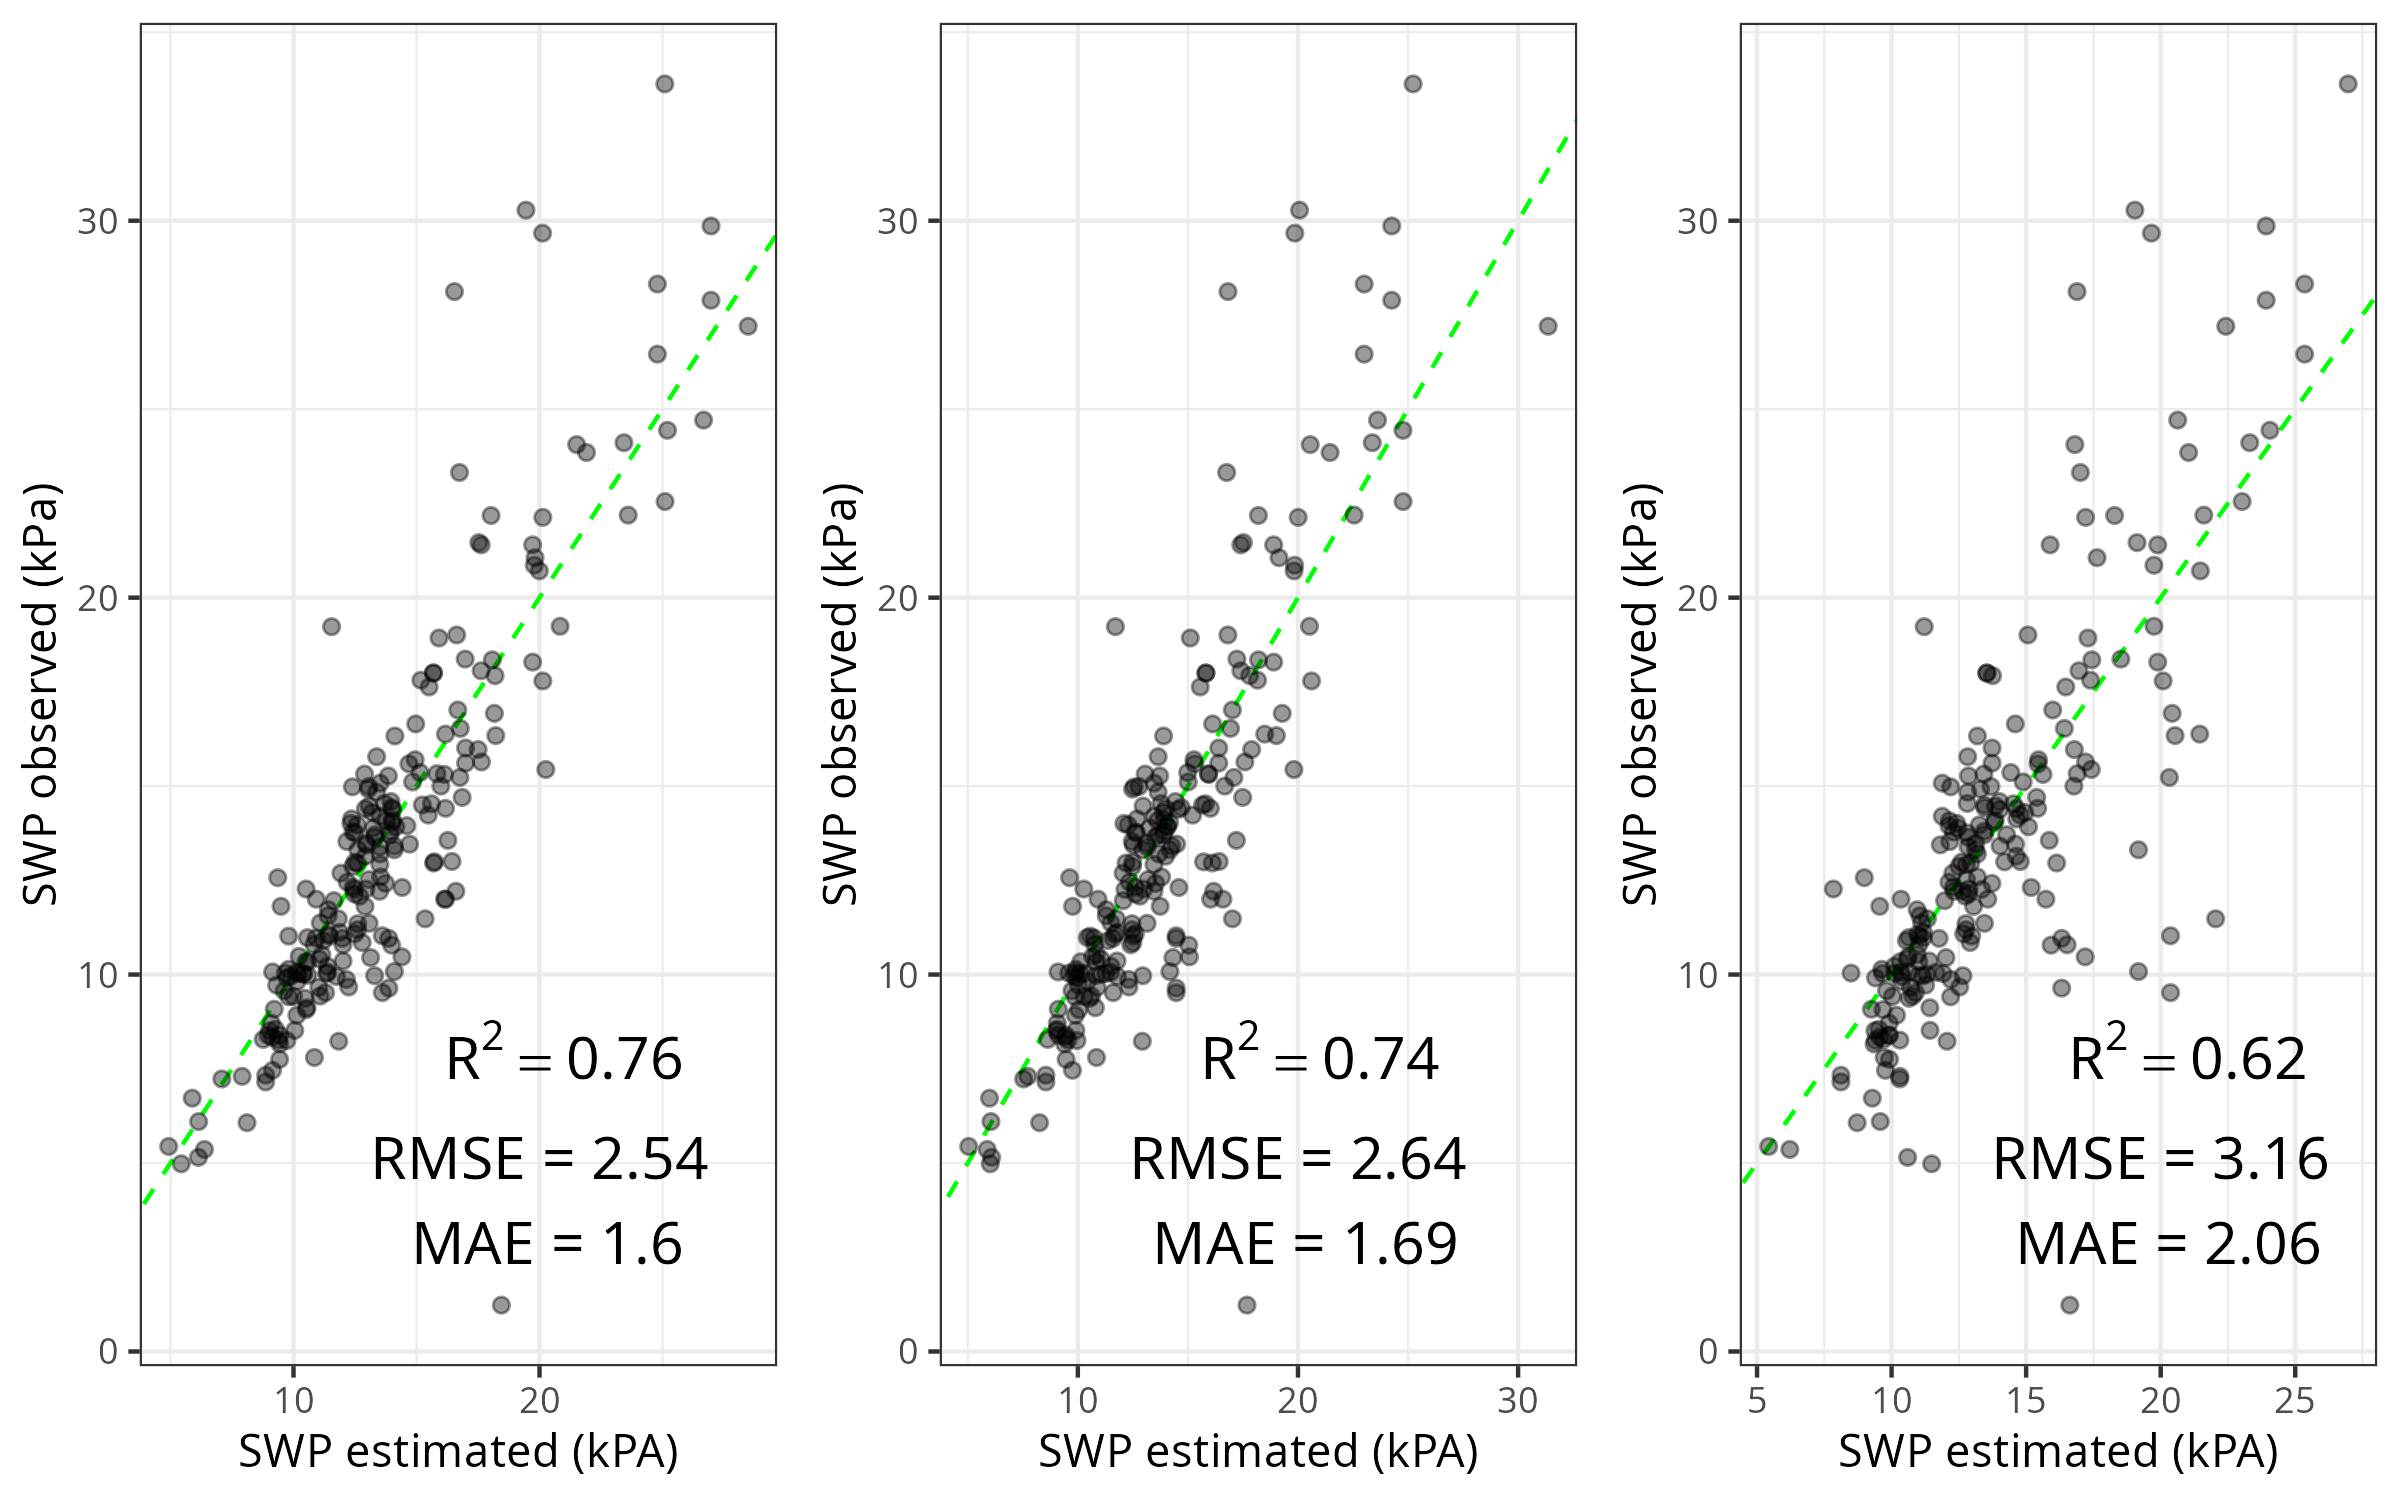 SWP observed (kPa)
30
20
10
0
R² = 0.76
RMSE = 2.54
MAE = 1.6
10 20
SWP estimated (kPA)
SWP observed (kPa)
30
20
10
0
R² = 0.74
RMSE = 2.64
MAE = 1.69
10 20 30
SWP estimated (kPA)
SWP observed (kPa)
30
20
10
0
R² = 0.62
RMSE = 3.16
MAE = 2.06
5 10 15 20 25
SWP estimated (kPA)